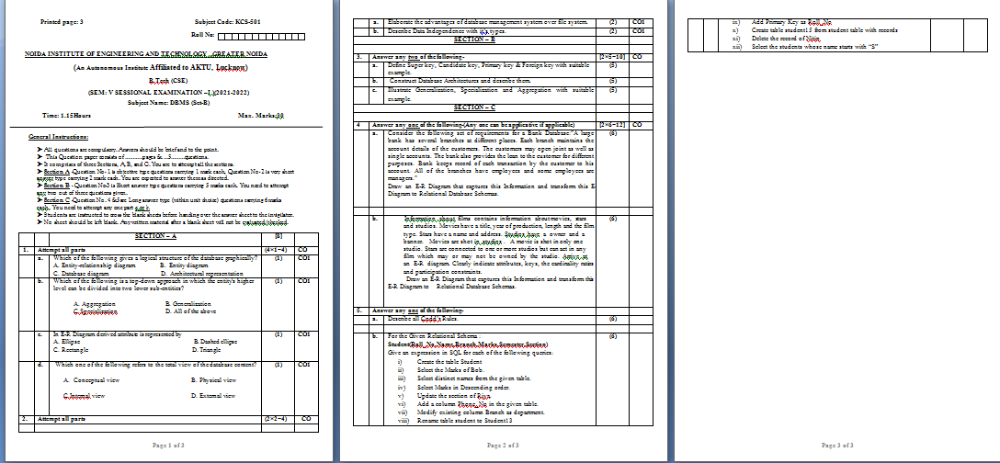 Printed page: 3 Subject Code: KCS-501
Roll No:
NOIDA INSTITUTE OF ENGINEERING AND TECHNOLOGY ,GREATER NOIDA
(An Autonomous Institute Affiliated to AKTU, Lucknow)
B.Tech (CSE)
(SEM: V SESSIONAL EXAMINATION –I,)(2021-2022)
Subject Name: DBMS (Set-B)
Time: 1.15Hours Max. Marks:30
General Instructions:
➤ All questions are compulsory. Answers should be brief and to the point.
➤ This Question paper consists of ..........pages & ...5.......questions.
➤ It comprises of three Sections, A, B, and C. You are to attempt all the sections.
➤ Section A -Question No- 1 is objective type questions carrying 1 mark each, Question No- 2 is very short
answer type carrying 2 mark each. You are expected to answer them as directed.
➤ Section B - Question No-3 is Short answer type questions carrying 5 marks each. You need to attempt
any two out of three questions given.
➤ Section C -Question No. 4 &5 are Long answer type (within unit choice) questions carrying 6 marks
each. You need to attempt any one part a or b.
➤ Students are instructed to cross the blank sheets before handing over the answer sheet to the invigilator.
➤ No sheet should be left blank. Any written material after a blank sheet will not be evaluated/checked.
SECTION – A [8]
1. Attempt all parts (4×1=4) CO
a. Which of the following gives a logical structure of the database graphically? (1) CO1
A. Entity-relationship diagram B. Entity diagram
C. Database diagram D. Architectural representation
b. Which of the following is a top-down approach in which the entity's higher (1) CO1
level can be divided into two lower sub-entities?
A. Aggregation B. Generalization
C.Specialization D. All of the above
c. In E-R Diagram derived attribute is represented by (1) CO1
A. Ellipse B. Dashed ellipse
C. Rectangle D. Triangle
d. Which one of the following refers to the total view of the database content? (1) CO1
A. Conceptual view B. Physical view
C.Internal view D. External view
2. Attempt all parts (2×2=4) CO
Page 1 of 3
a. Elaborate the advantages of database management system over file system. (2) CO1
b. Describe Data Independence with it's types. (2) CO1
SECTION – B
3. Answer any two of the following- [2×5=10] CO
a. Define Super key, Candidate key, Primary key & Foreign key with suitable (5)
example.
b. Construct Database Architectures and describe them. (5)
c. Illustrate Generalization, Specialization and Aggregation with suitable (5)
example.
SECTION – C
4 Answer any one of the following-(Any one can be applicative if applicable) [2×6=12] CO
a. Consider the following set of requirements for a Bank Database."A large (6)
bank has several branches at different places. Each branch maintains the
account details of the customers. The customers may open joint as well as
single accounts. The bank also provides the loan to the customer for different
purposes. Bank keeps record of each transaction by the customer to his
account. All of the branches have employees and some employees are
managers."
Draw an E-R Diagram that captures this Information and transform this E-
Diagram to Relational Database Schemas.
b. Information about films contains information about movies, stars (6)
and studios. Movies have a title, year of production, length and the film
type. Stars have a name and address. Studios have a owner and a
banner. Movies are shot in studios . A movie is shot in only one
studio. Stars are connected to one or more studios but can act in any
film which may or may not be owned by the studio. Arrive at
an E-R diagram. Clearly indicate attributes, keys, the cardinality ratios
and participation constraints.
Draw an E-R Diagram that captures this Information and transform this
E-R Diagram to Relational Database Schemas.
5. Answer any one of the following-
a. Describe all Codd's Rules. (6)
b. For the Given Relational Schema : (6)
Student(Roll_No,Name,Branch,Marks,Semester,Section)
Give an expression in SQL for each of the following queries:
i) Create the table Student
ii) Select the Marks of Bob.
iii) Select distinct names from the given table.
iv) Select Marks in Descending order.
v) Update the section of Riya.
vi) Add a column Phone_No in the given table.
vii) Modify existing column Branch as department.
viii) Rename table student to Student13
Page 2 of 3
ix) Add Primary Key as Roll_No.
x) Create table student15 from student table with records
xi) Delete the record of Nitin.
xii) Select the students whose name starts with "S"
Page 3 of 3